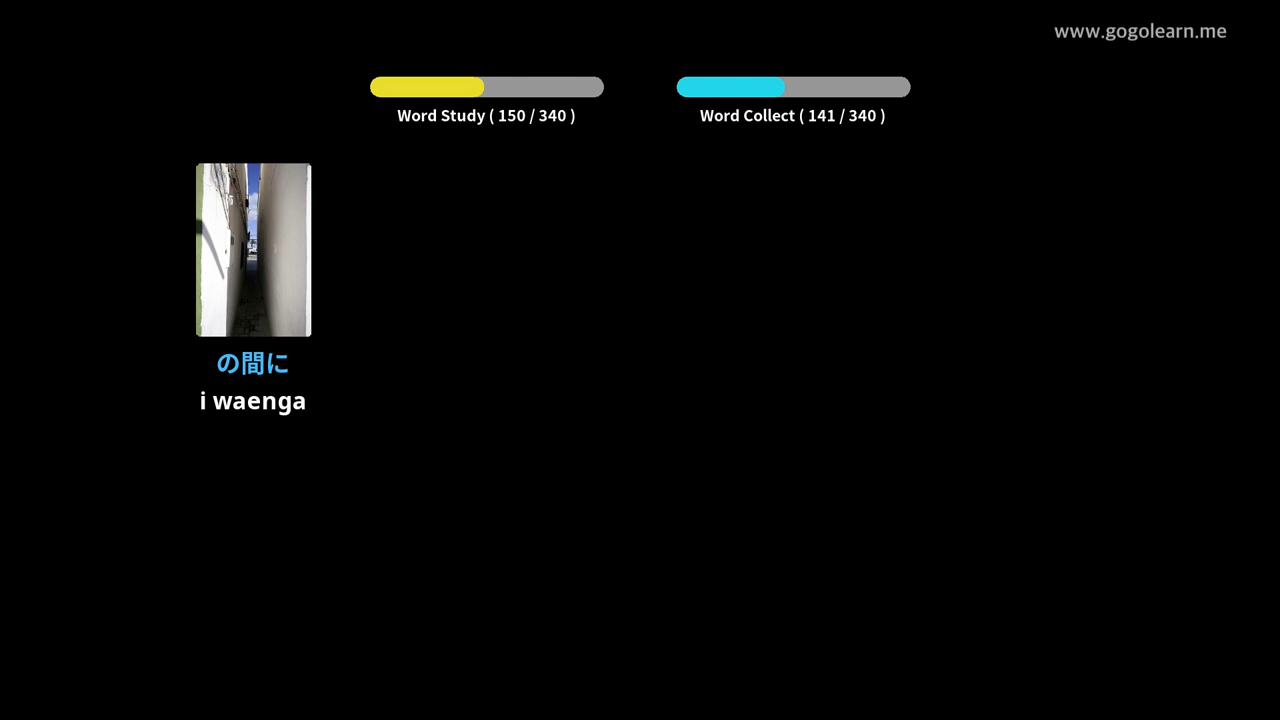 www.gogolearn.me
Word Study ( 150 / 340 )
Word Collect ( 141 / 340 )
の間に
i waenga